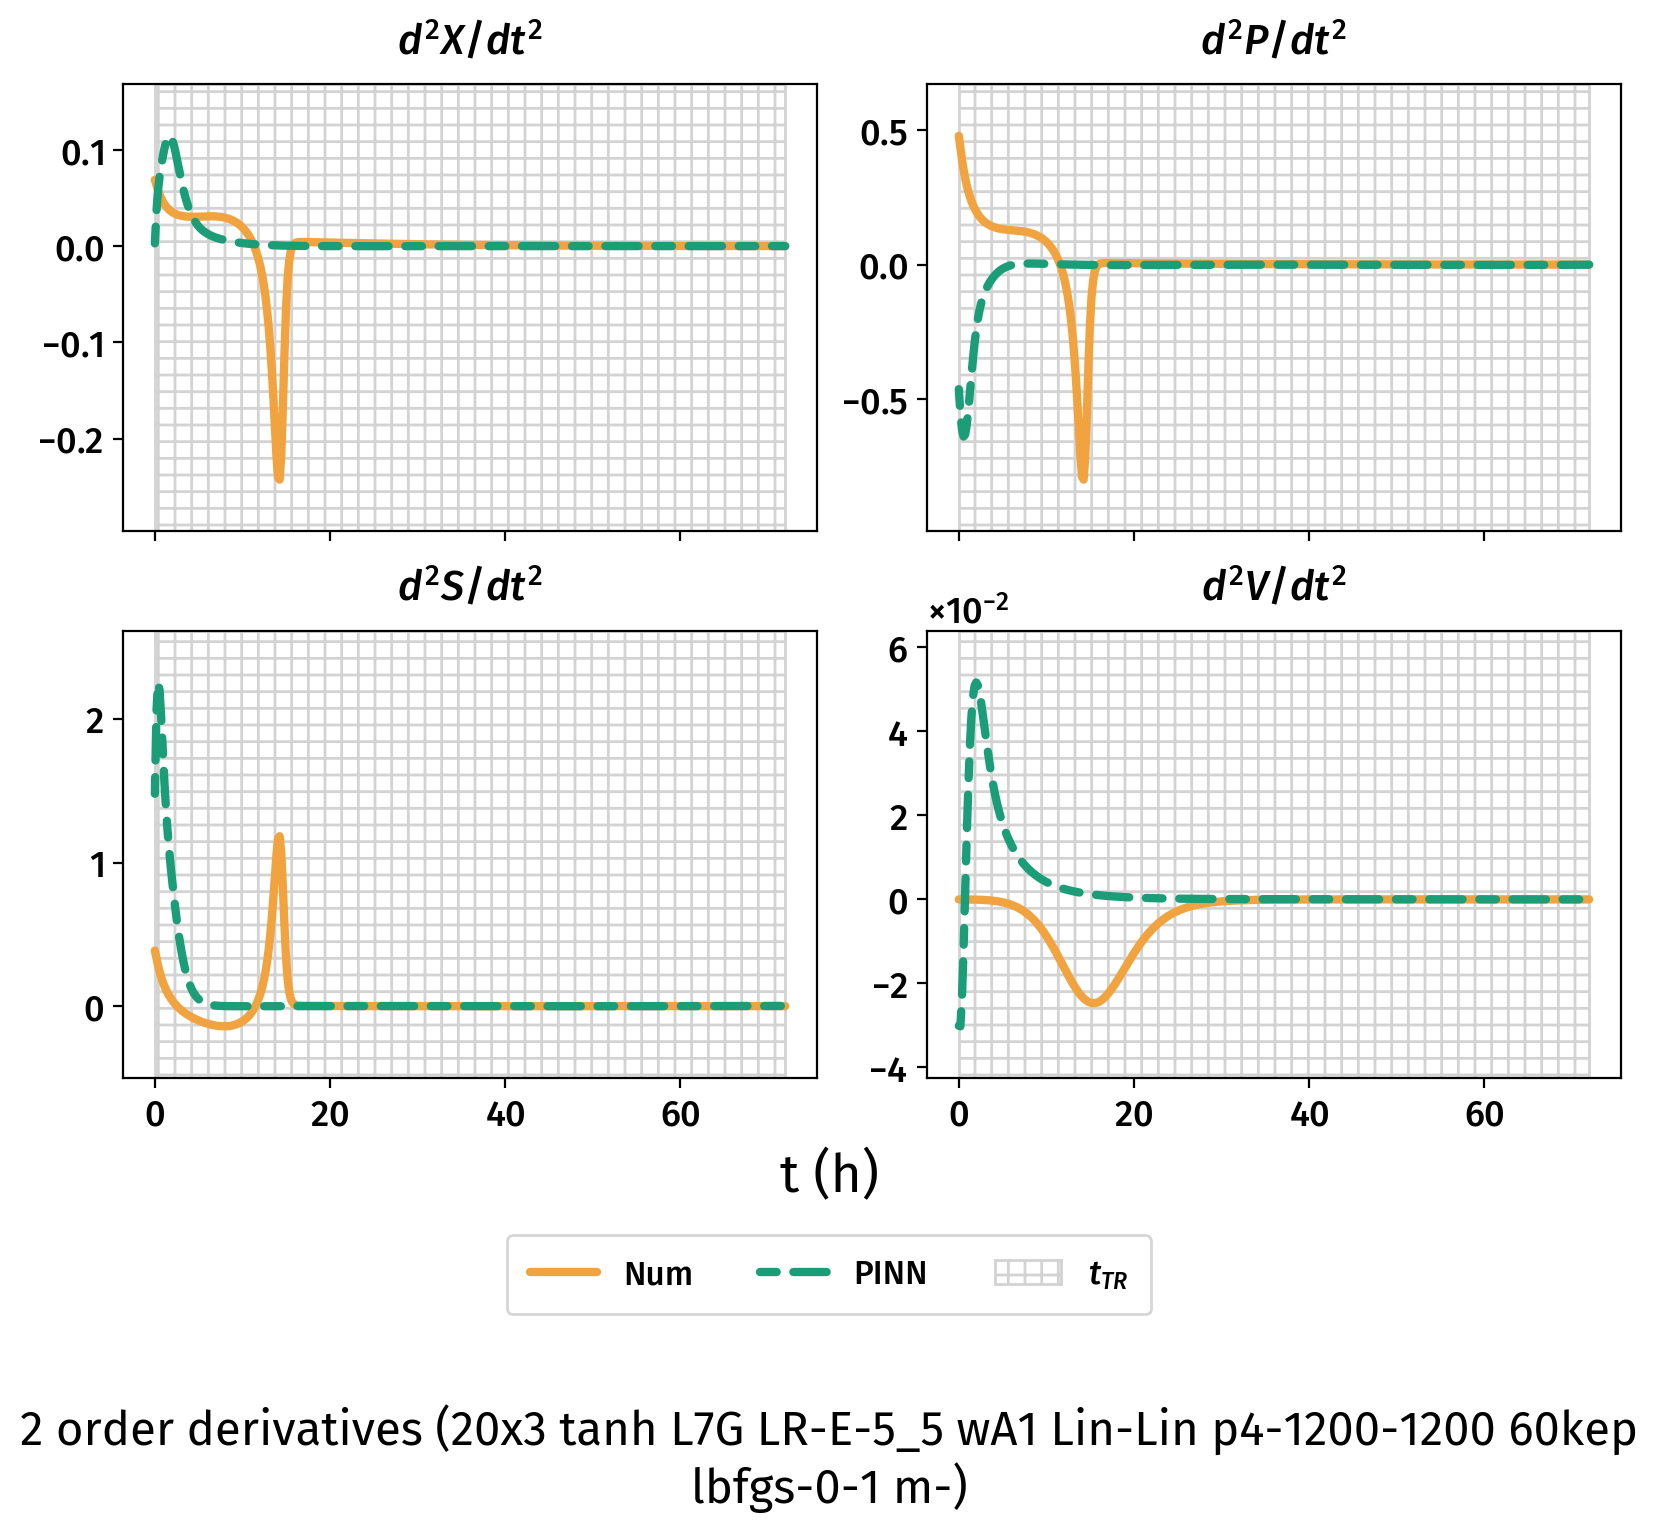 d²X/dt²
d²P/dt²
0.1
0.0
−0.1
−0.2
0.5
0.0
−0.5
d²S/dt²
d²V/dt²
×10⁻²
2
1
0
6
4
2
0
−2
−4
0 20 40 60
0 20 40 60
t (h)
Num PINN t_TR
2 order derivatives (20x3 tanh L7G LR-E-5_5 wA1 Lin-Lin p4-1200-1200 60kep
lbfgs-0-1 m-)